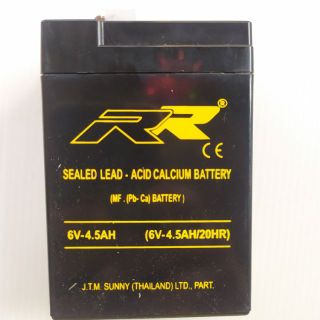 RR®
CE
SEALED LEAD - ACID CALCIUM BATTERY
(MF. (Pb- Ca) BATTERY)
6V-4.5AH (6V-4.5AH/20HR)
J.T.M. SUNNY (THAILAND) LTD., PART.